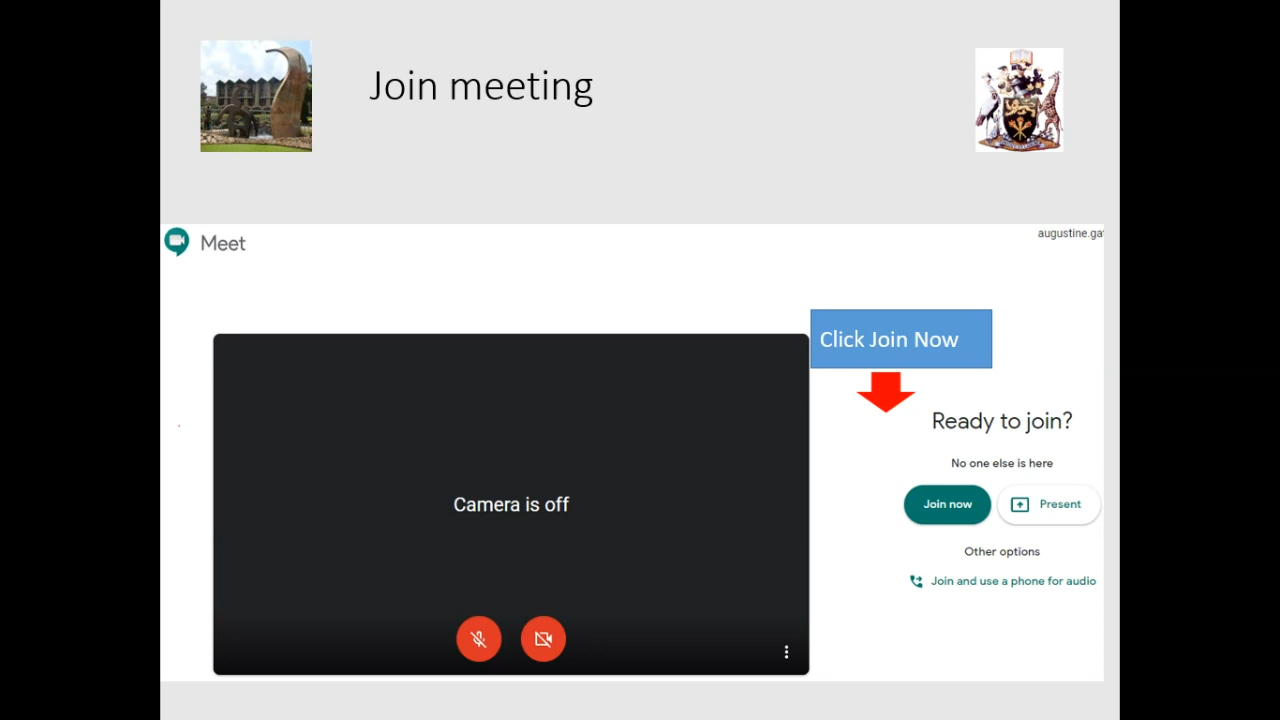 Join meeting
Meet
augustine.ga
Click Join Now
Ready to join?
Camera is off
No one else is here
Join now
Present
Other options
Join and use a phone for audio